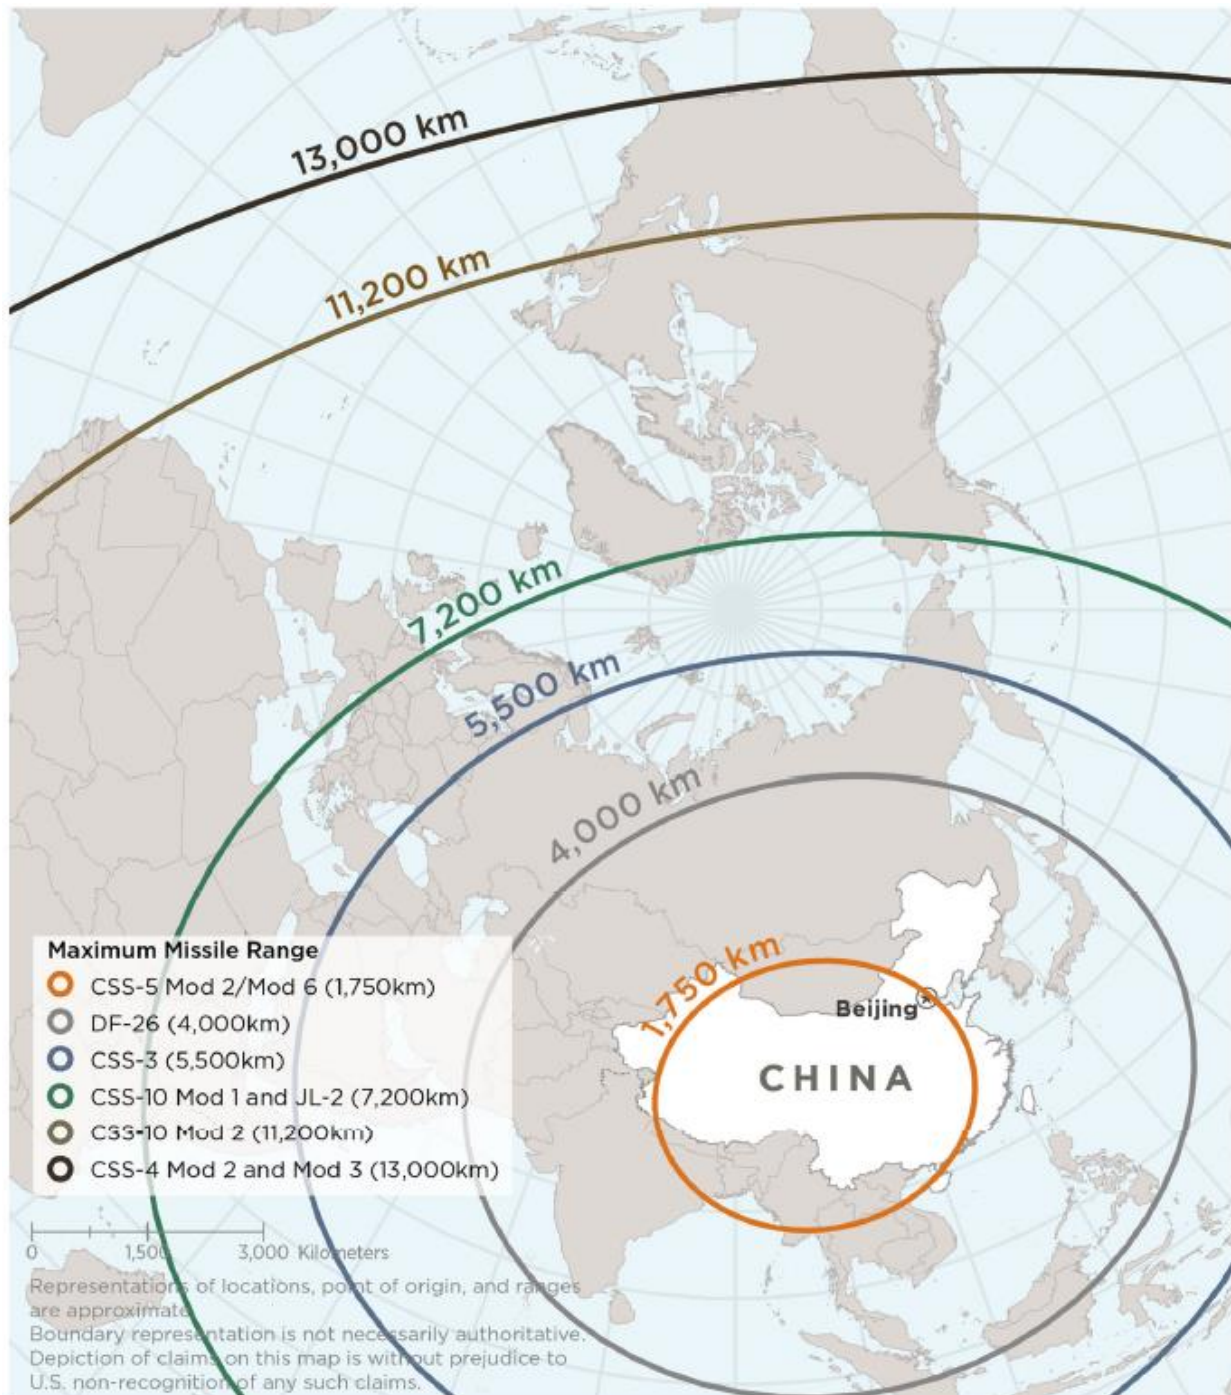 13,000 km
11,200 km
7,200 km
5,500 km
4,000 km
1,750 km
Beijing
CHINA
Maximum Missile Range
CSS-5 Mod 2/Mod 6 (1,750km)
DF-26 (4,000km)
CSS-3 (5,500km)
CSS-10 Mod 1 and JL-2 (7,200km)
CSS-10 Mod 2 (11,200km)
CSS-4 Mod 2 and Mod 3 (13,000km)
0 1,500 3,000 Kilometers
Representations of locations, point of origin, and ranges
are approximate.
Boundary representation is not necessarily authoritative.
Depiction of claims on this map is without prejudice to
U.S. non-recognition of any such claims.